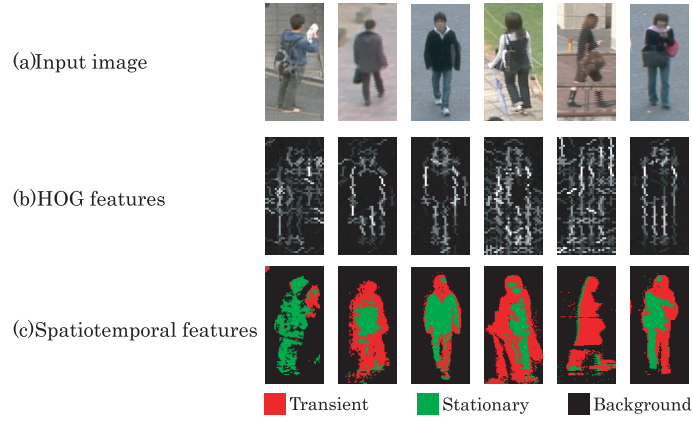 (a)Input image
(b)HOG features
(c)Spatiotemporal features
Transient Stationary Background